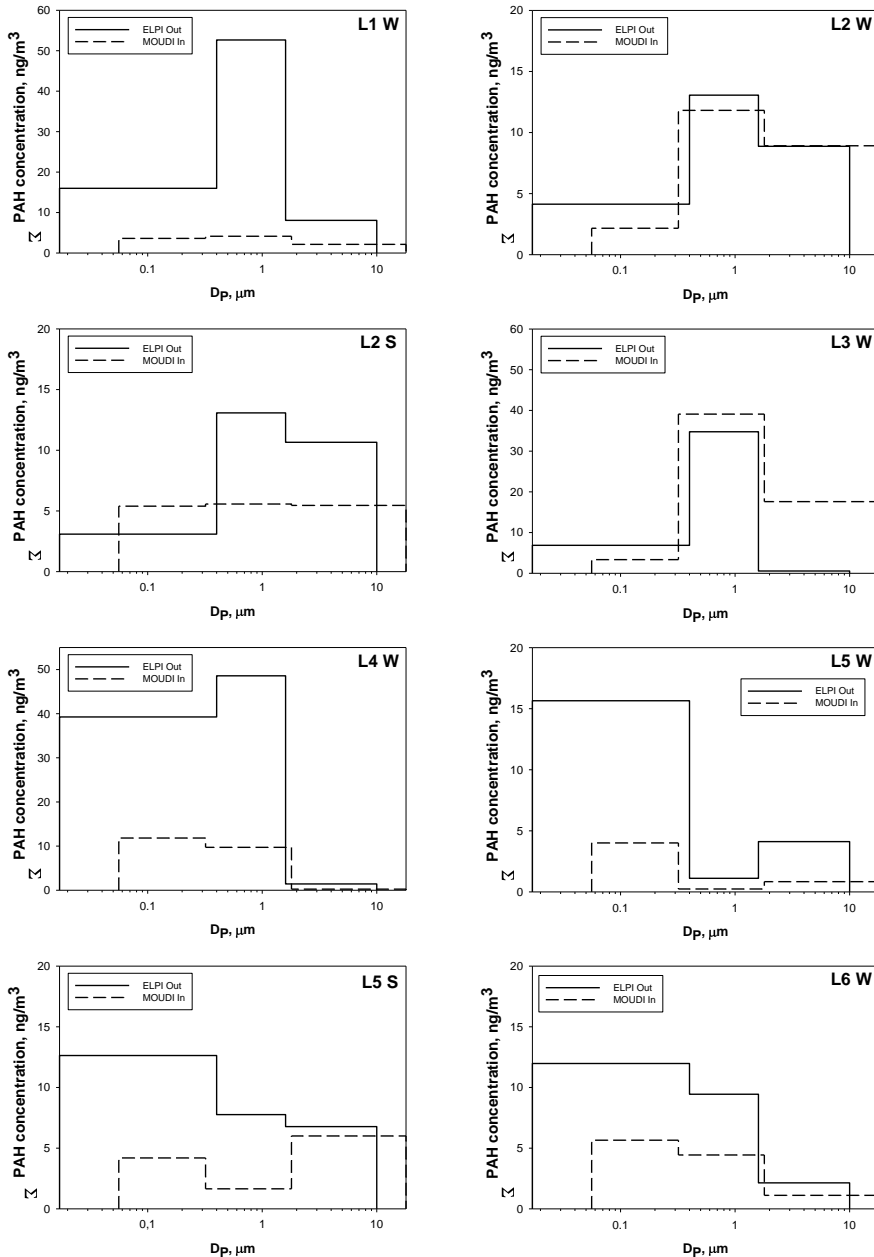 L1 W
ELPI Out
MOUDI In
Σ PAH concentration, ng/m³
60
50
40
30
20
10
0
0.1 1 10
DP, μm
L2 W
ELPI Out
MOUDI In
Σ PAH concentration, ng/m³
20
15
10
5
0
0.1 1 10
DP, μm
L2 S
ELPI Out
MOUDI In
Σ PAH concentration, ng/m³
20
15
10
5
0
0.1 1 10
DP, μm
L3 W
ELPI Out
MOUDI In
Σ PAH concentration, ng/m³
60
50
40
30
20
10
0
0.1 1 10
DP, μm
L4 W
ELPI Out
MOUDI In
Σ PAH concentration, ng/m³
50
40
30
20
10
0
0.1 1 10
DP, μm
L5 W
ELPI Out
MOUDI In
Σ PAH concentration, ng/m³
20
15
10
5
0
0.1 1 10
DP, μm
L5 S
ELPI Out
MOUDI In
Σ PAH concentration, ng/m³
20
15
10
5
0
0,1 1 10
DP, μm
L6 W
ELPI Out
MOUDI In
Σ PAH concentration, ng/m³
20
15
10
5
0
0.1 1 10
DP, μm